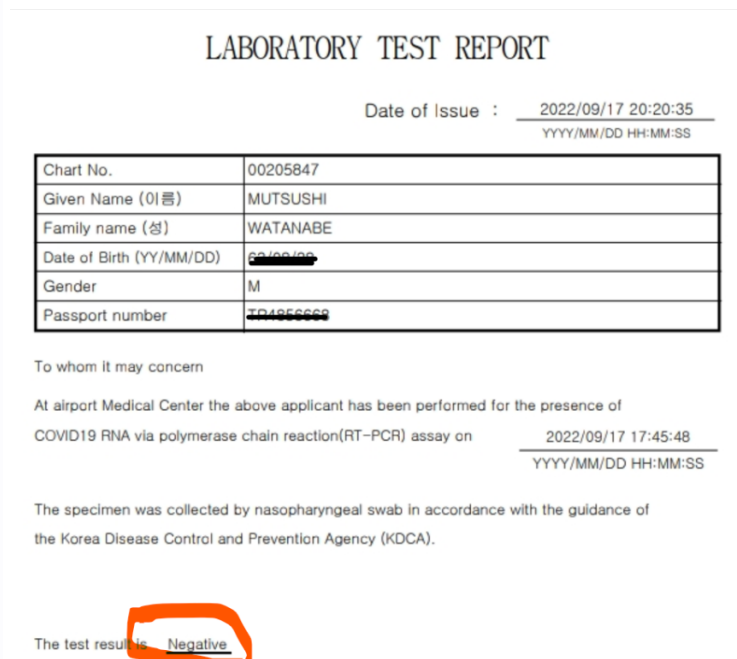 LABORATORY TEST REPORT
Date of Issue : 2022/09/17 20:20:35
YYYY/MM/DD HH:MM:SS
Chart No. 00205847
Given Name (이름) MUTSUSHI
Family name (성) WATANABE
Date of Birth (YY/MM/DD)
Gender M
Passport number
To whom it may concern
At airport Medical Center the above applicant has been performed for the presence of
COVID19 RNA via polymerase chain reaction(RT-PCR) assay on 2022/09/17 17:45:48
YYYY/MM/DD HH:MM:SS
The specimen was collected by nasopharyngeal swab in accordance with the guidance of
the Korea Disease Control and Prevention Agency (KDCA).
The test result is Negative